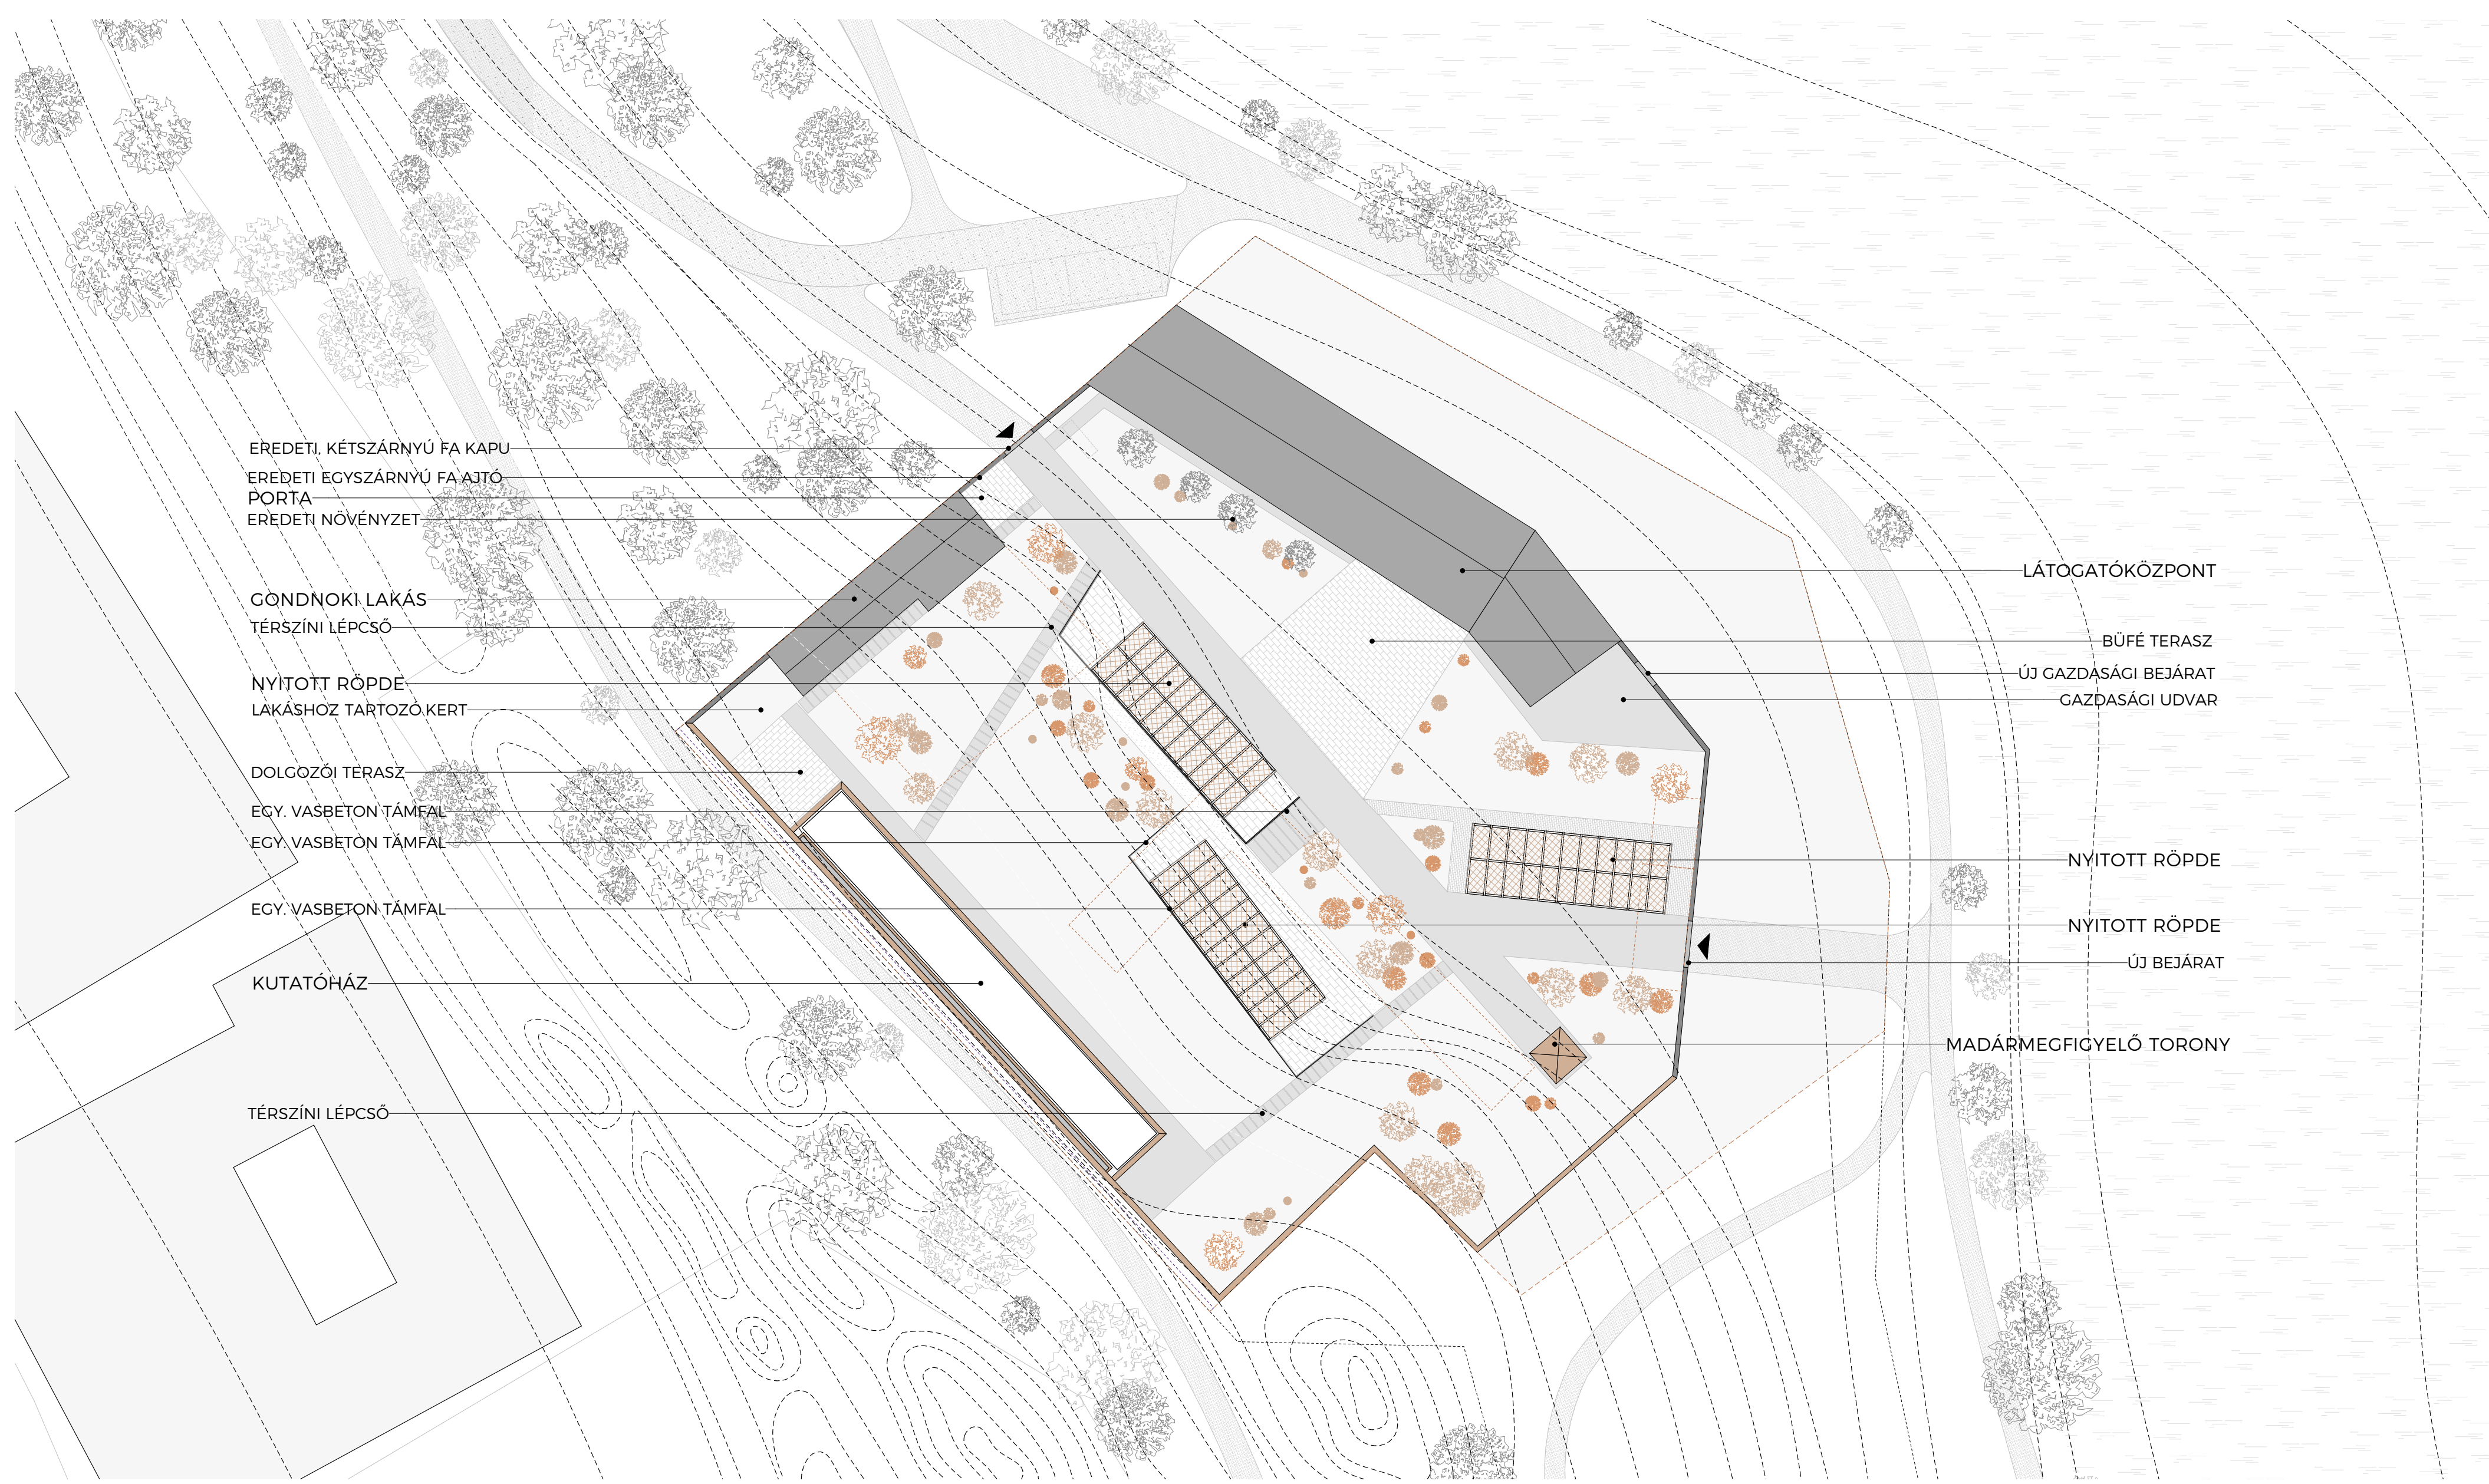 EREDETI, KÉTSZÁRNYÚ FA KAPU
EREDETI EGYSZÁRNYÚ FA AJTÓ
PORTA
EREDETI NÖVÉNYZET
GONDNOKI LAKÁS
TÉRSZÍNI LÉPCSŐ
NYITOTT RÖPDE
LAKÁSHOZ TARTOZÓ KERT
DOLGOZÓI TERASZ
EGY. VASBETON TÁMFAL
EGY. VASBETON TÁMFAL
EGY. VASBETON TÁMFAL
KUTATÓHÁZ
TÉRSZÍNI LÉPCSŐ
LÁTOGATÓKÖZPONT
BÜFÉ TERASZ
ÚJ GAZDASÁGI BEJÁRAT
GAZDASÁGI UDVAR
NYITOTT RÖPDE
NYITOTT RÖPDE
ÚJ BEJÁRAT
MADÁRMEGFIGYELŐ TORONY